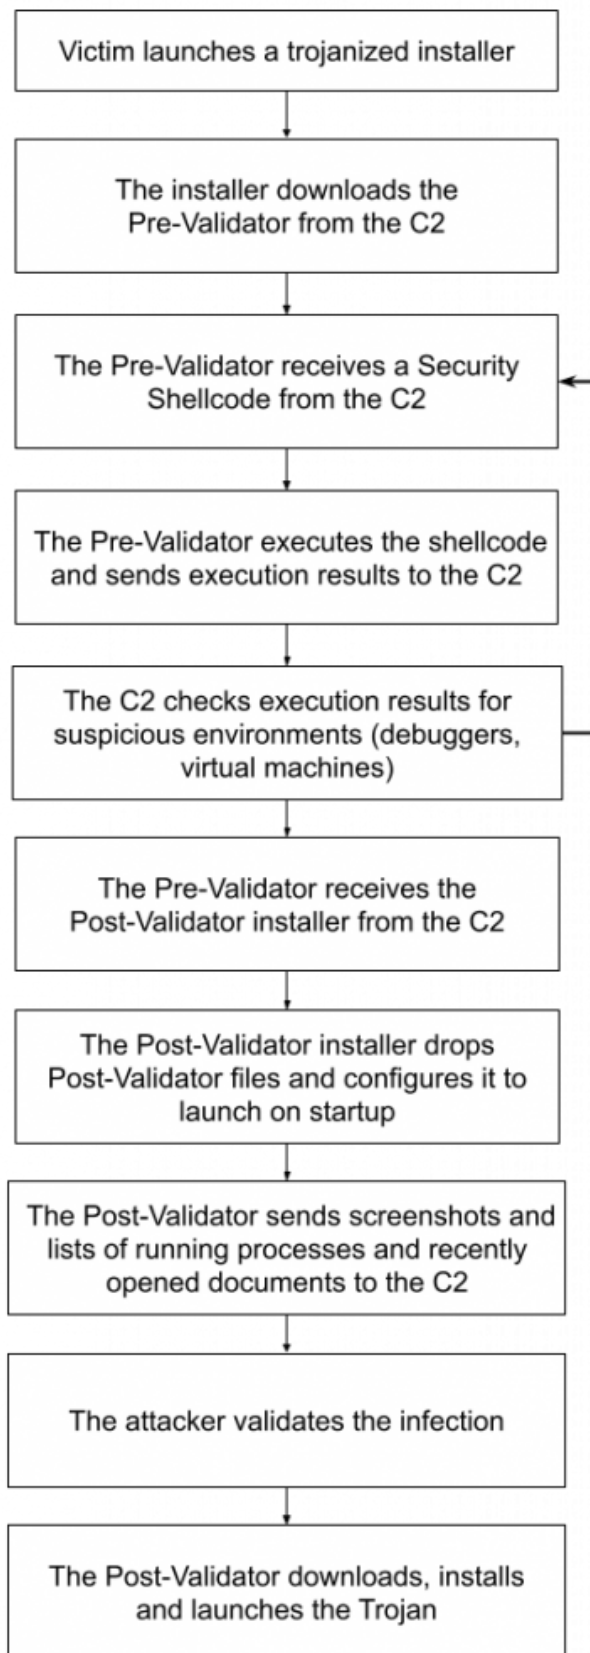 Victim launches a trojanized installer
The installer downloads the
Pre-Validator from the C2
The Pre-Validator receives a Security
Shellcode from the C2
The Pre-Validator executes the shellcode
and sends execution results to the C2
The C2 checks execution results for
suspicious environments (debuggers,
virtual machines)
The Pre-Validator receives the
Post-Validator installer from the C2
The Post-Validator installer drops
Post-Validator files and configures it to
launch on startup
The Post-Validator sends screenshots and
lists of running processes and recently
opened documents to the C2
The attacker validates the infection
The Post-Validator downloads, installs
and launches the Trojan